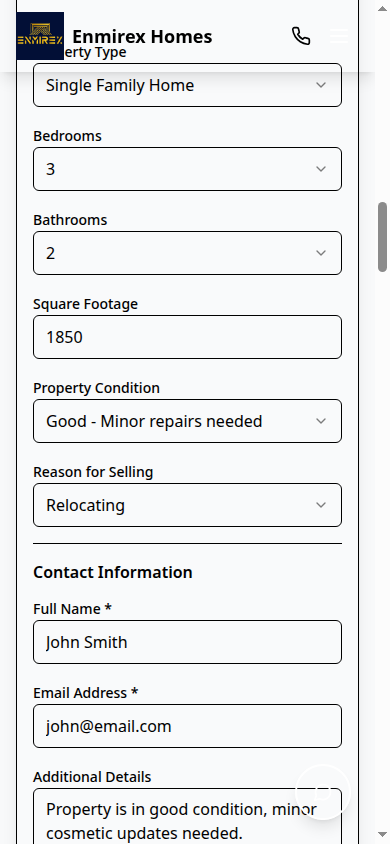 ENMIREX
Enmirex Homes
erty Type
Single Family Home
Bedrooms
3
Bathrooms
2
Square Footage
1850
Property Condition
Good - Minor repairs needed
Reason for Selling
Relocating
Contact Information
Full Name *
John Smith
Email Address *
john@email.com
Additional Details
Property is in good condition, minor
cosmetic updates needed.